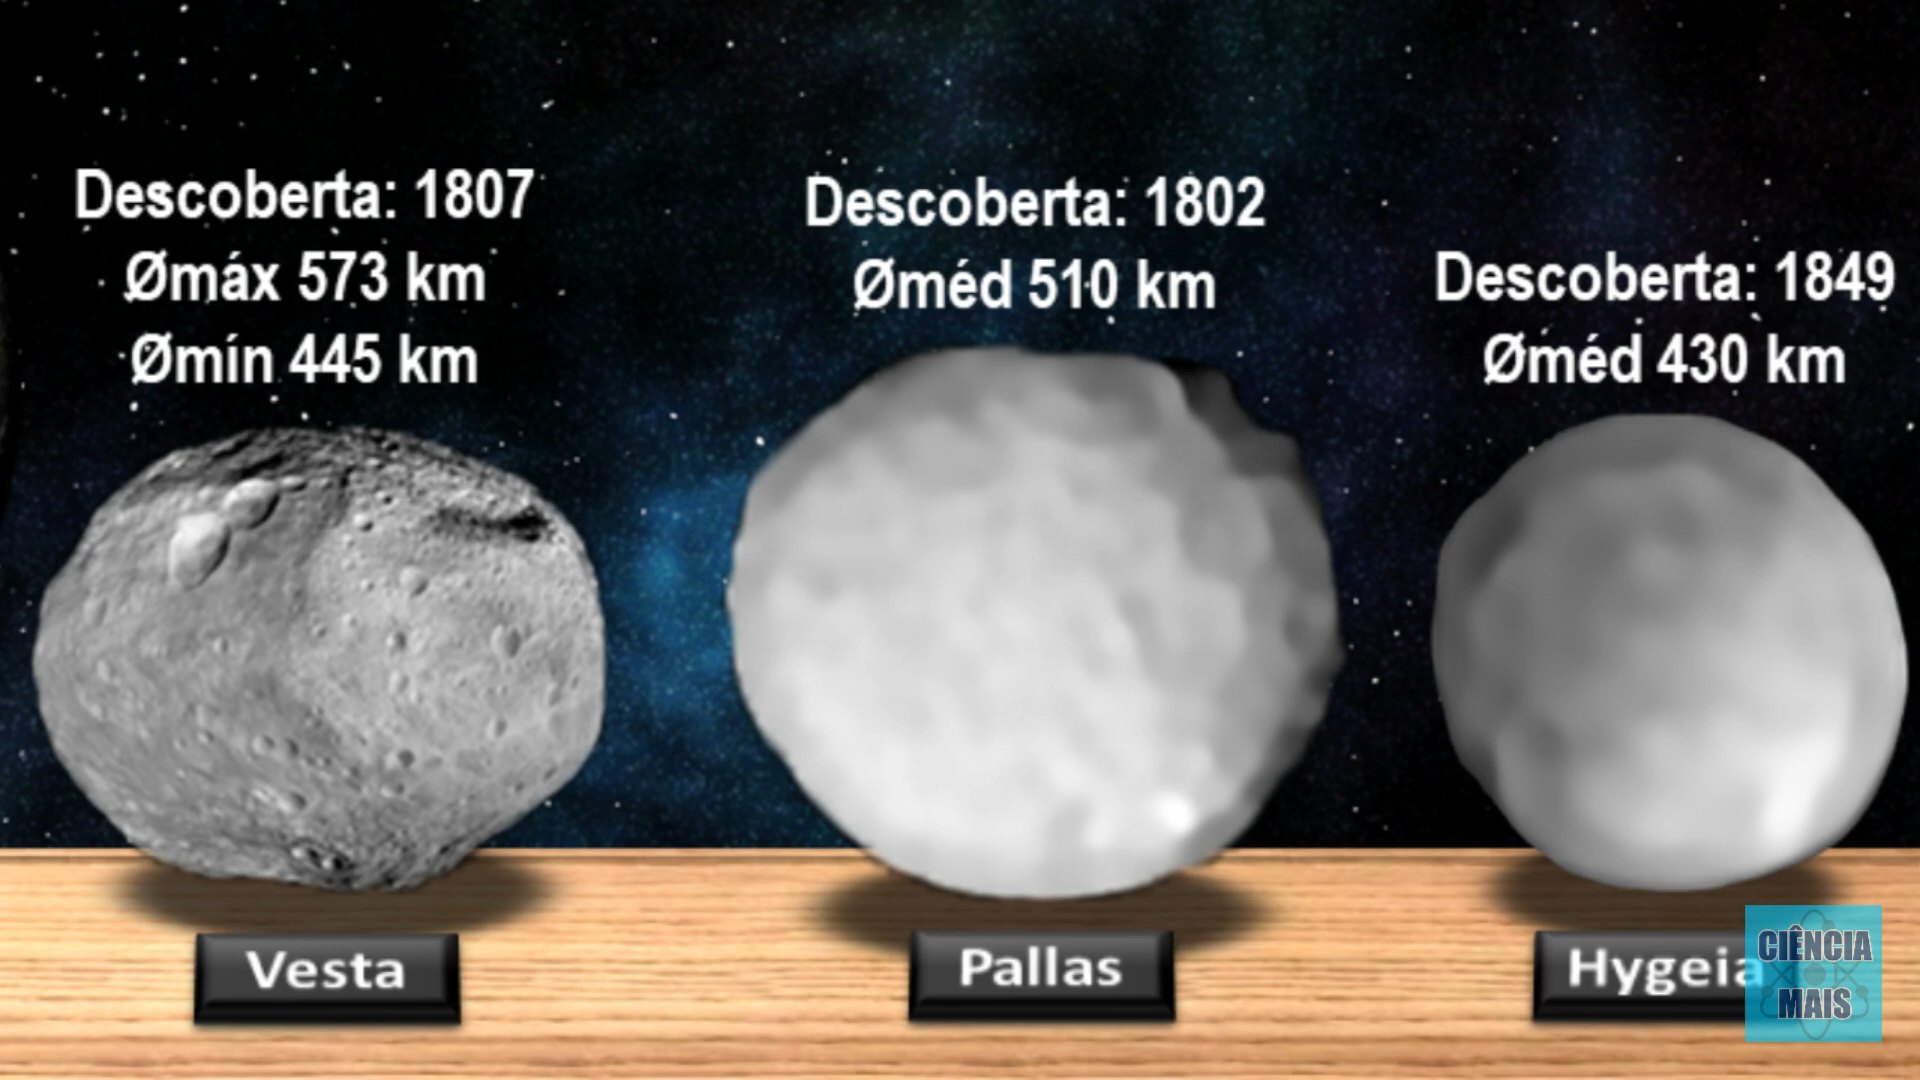 Descoberta: 1807
Ømáx 573 km
Ømín 445 km
Descoberta: 1802
Øméd 510 km
Descoberta: 1849
Øméd 430 km
Vesta
Pallas
Hygeia
CIÊNCIA
MAIS